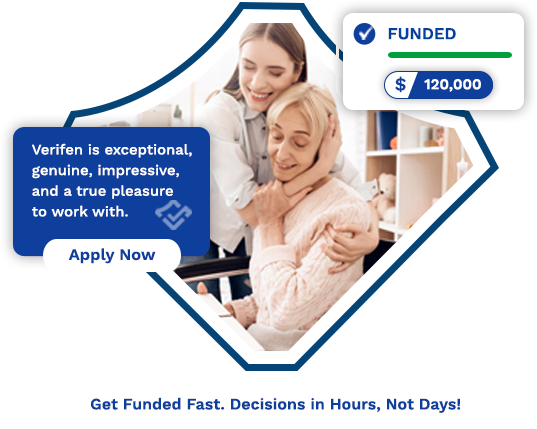 FUNDED
$ 120,000
Verifen is exceptional,
genuine, impressive,
and a true pleasure
to work with.
Apply Now
Get Funded Fast. Decisions in Hours, Not Days!